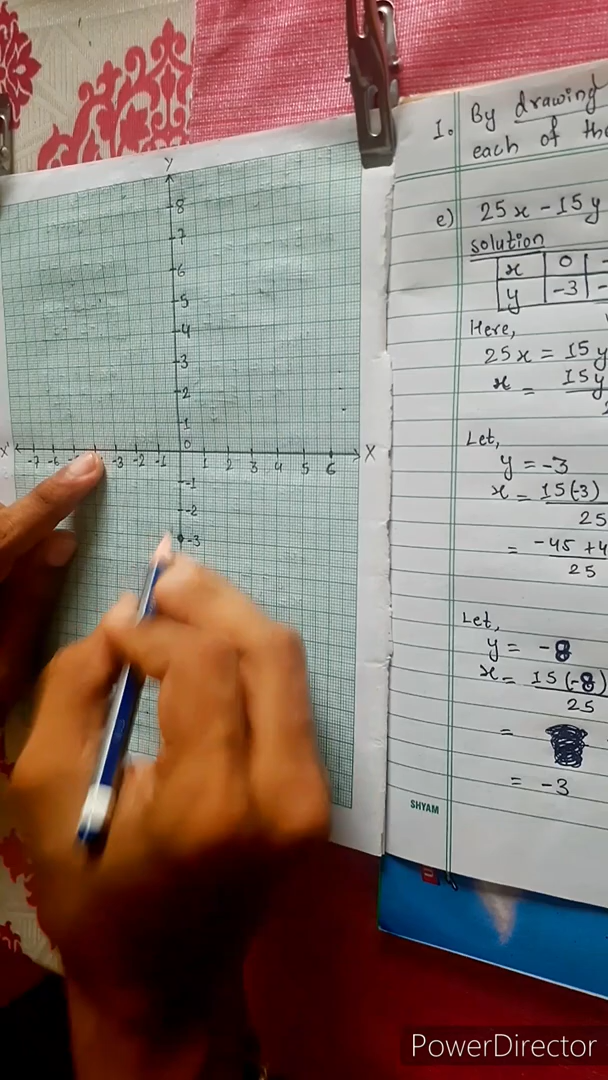 Y
8
7
6
5
4
3
2
1
0
X' -7 -6 -5 -3 -2 -1 1 2 3 4 5 6 X
-1
-2
-3
1. By drawing
each of
e) 25x - 15y
solution
x 0
y -3
Here,
25x = 15y
x = 15y
Let,
y = -3
x = 15(-3)
25
= -45 + 4
25
Let,
y = -8
x = 15(-8)
25
=
= -3
SHYAM
PowerDirector